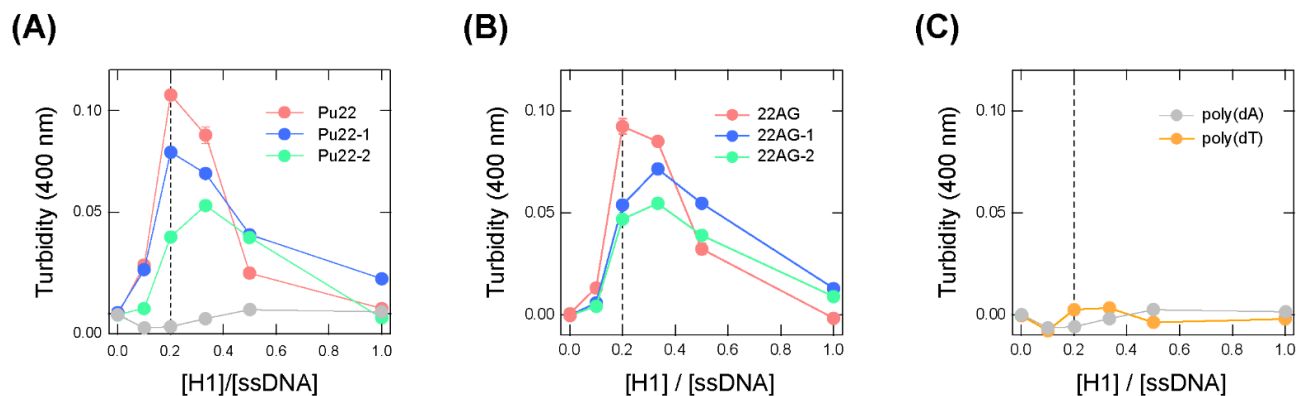 (A)
Turbidity (400 nm)
0.10
0.05
0.00
Pu22
Pu22-1
Pu22-2
0.0 0.2 0.4 0.6 0.8 1.0
[H1]/[ssDNA]
(B)
Turbidity (400 nm)
0.10
0.05
0.00
22AG
22AG-1
22AG-2
0.0 0.2 0.4 0.6 0.8 1.0
[H1] / [ssDNA]
(C)
Turbidity (400 nm)
0.10
0.05
0.00
poly(dA)
poly(dT)
0.0 0.2 0.4 0.6 0.8 1.0
[H1] / [ssDNA]